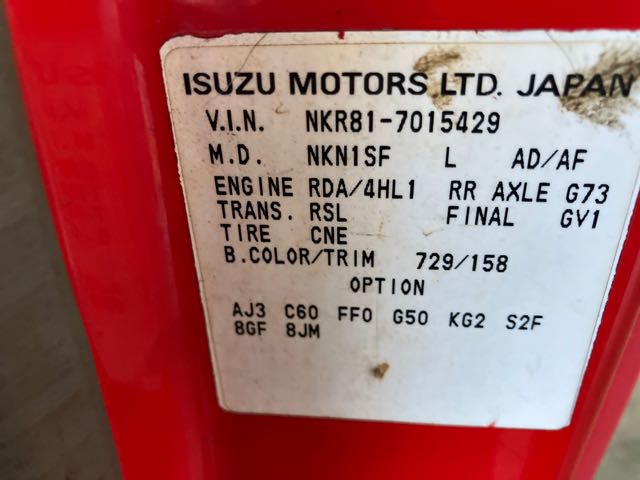 ISUZU MOTORS LTD. JAPAN
V.I.N. NKR81-7015429
M.D. NKN1SF L AD/AF
ENGINE RDA/4HL1 RR AXLE G73
TRANS. RSL FINAL GV1
TIRE CNE
B.COLOR/TRIM 729/158
OPTION
AJ3 C60 FF0 G50 KG2 S2F
8GF 8JM